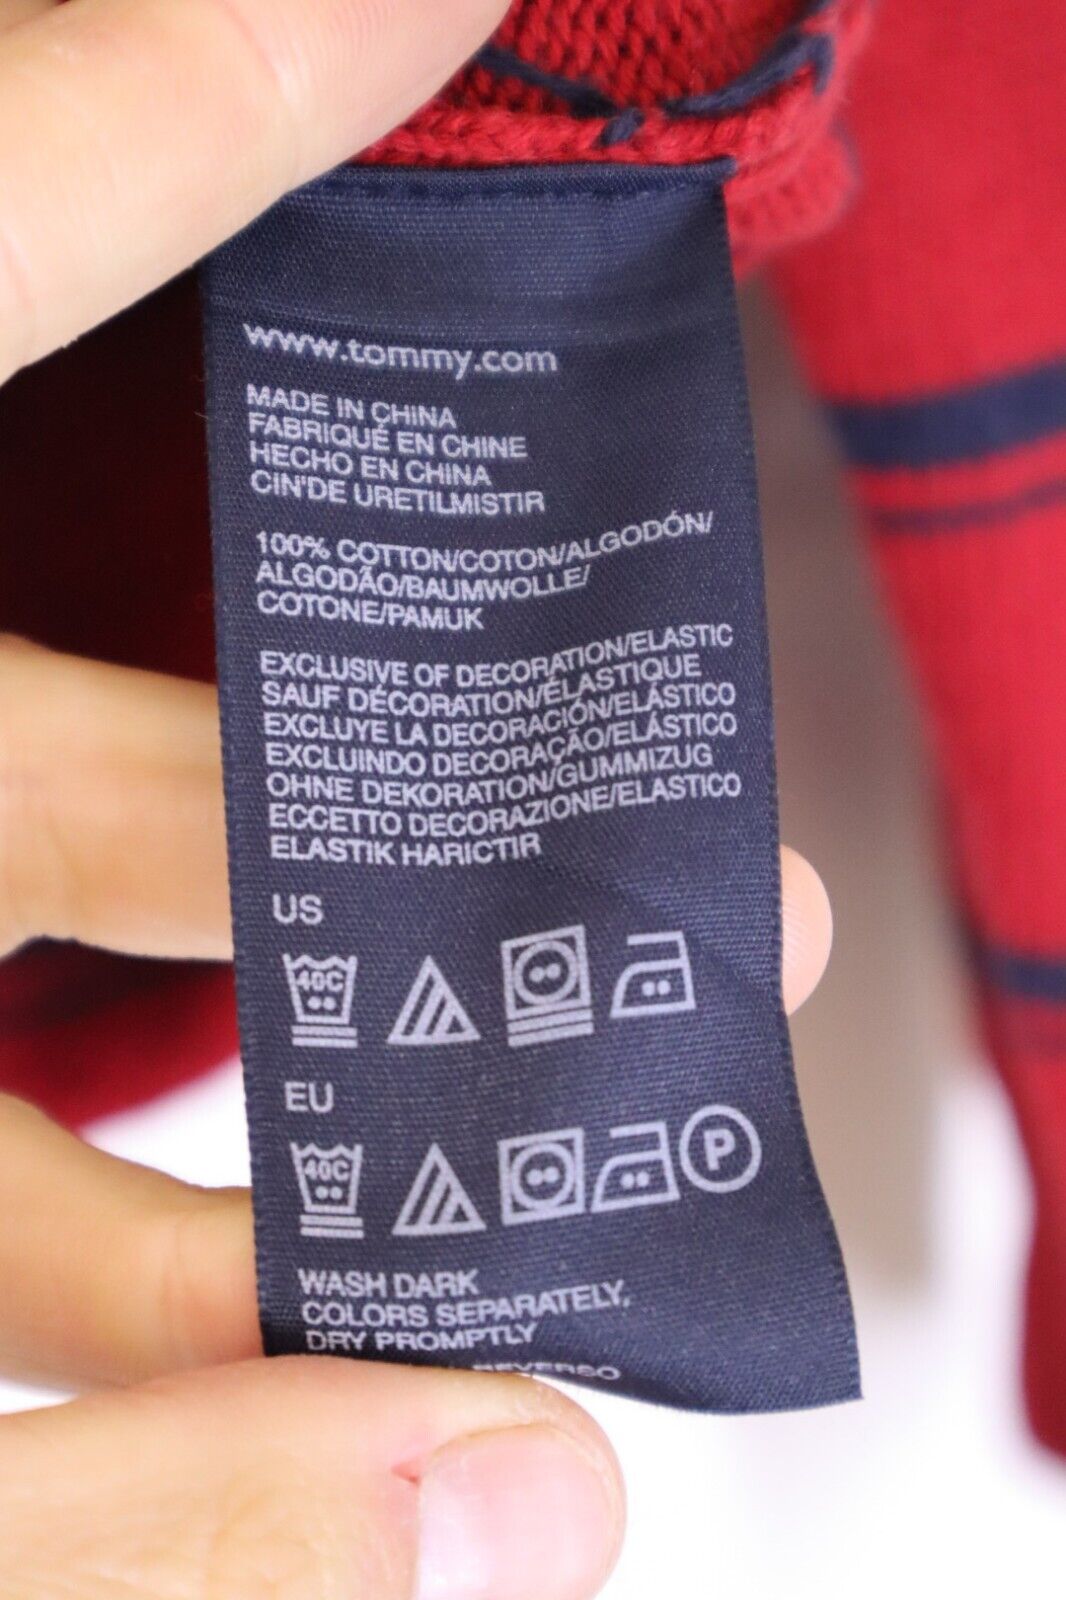 www.tommy.com
MADE IN CHINA
FABRIQUÉ EN CHINE
HECHO EN CHINA
CIN'DE URETILMISTIR
100% COTTON/COTON/ALGODÓN/
ALGODÃO/BAUMWOLLE/
COTONE/PAMUK
EXCLUSIVE OF DECORATION/ELASTIC
SAUF DÉCORATION/ÉLASTIQUE
EXCLUYE LA DECORACIÓN/ELÁSTICO
EXCLUINDO DECORAÇÃO/ELÁSTICO
OHNE DEKORATION/GUMMIZUG
ECCETTO DECORAZIONE/ELASTICO
ELASTIK HARICTIR
US
40C
EU
40C P
WASH DARK
COLORS SEPARATELY,
DRY PROMPTLY
REVERSO